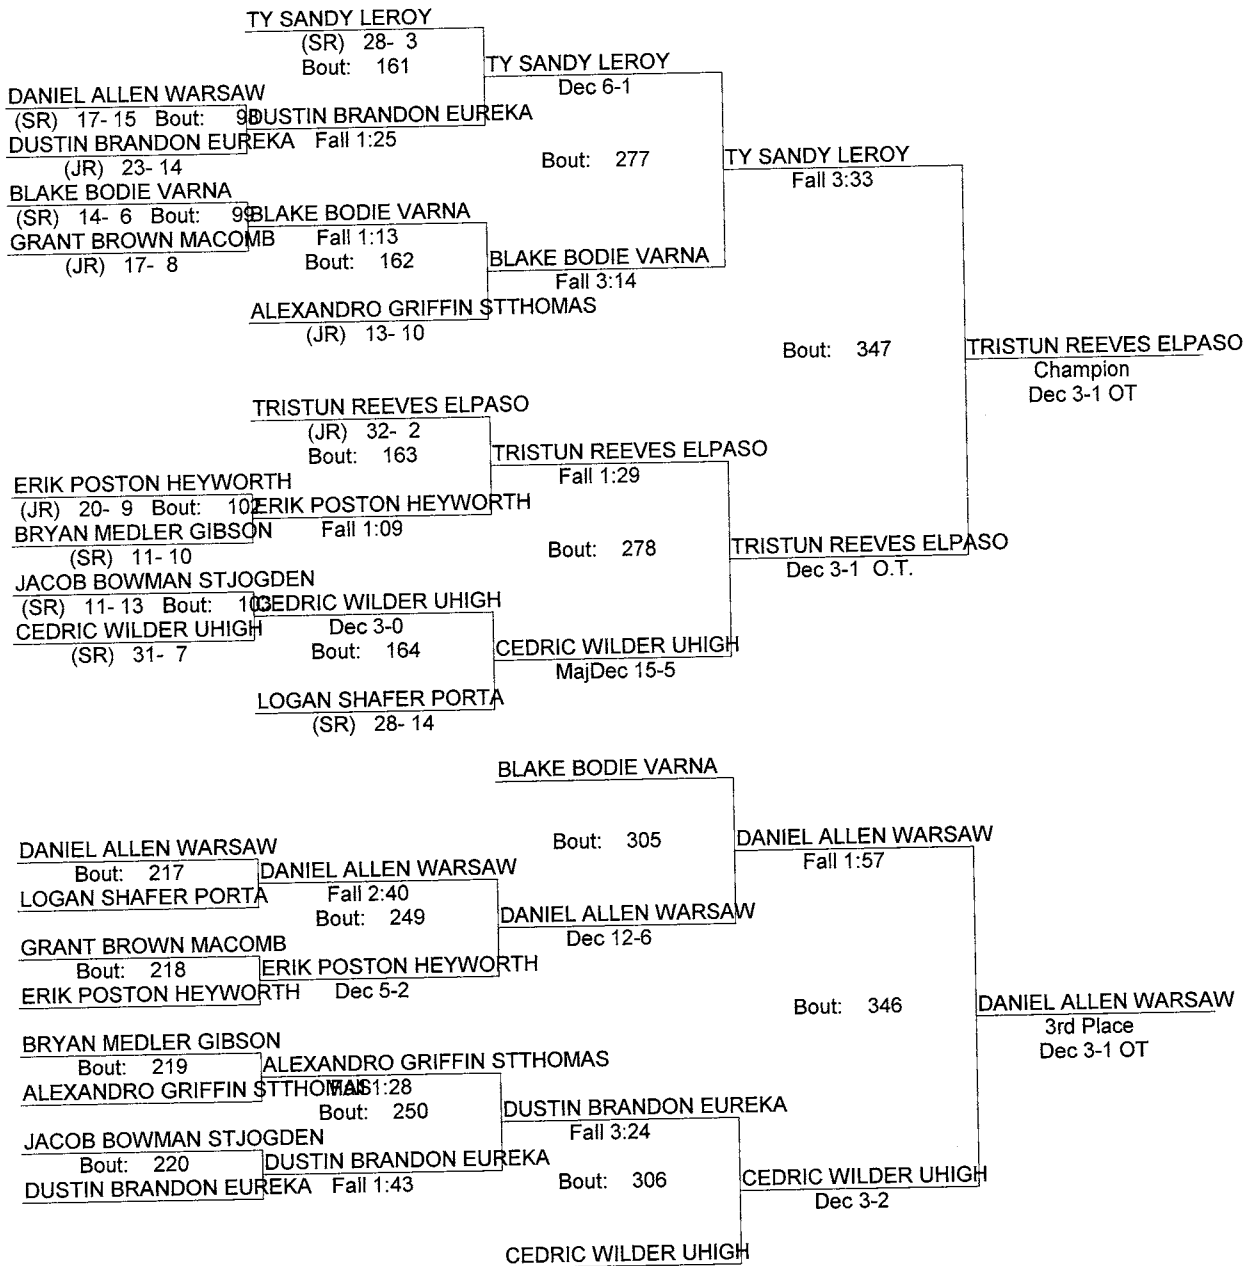 TY SANDY LEROY
(SR) 28- 3
Bout: 161
TY SANDY LEROY
Dec 6-1
DANIEL ALLEN WARSAW
(SR) 17- 15 Bout: 98
DUSTIN BRANDON EUREKA
DUSTIN BRANDON EUREKA Fall 1:25
(JR) 23- 14
Bout: 277
TY SANDY LEROY
Fall 3:33
BLAKE BODIE VARNA
(SR) 14- 6 Bout: 99
BLAKE BODIE VARNA
GRANT BROWN MACOMB
Fall 1:13
(JR) 17- 8
Bout: 162
BLAKE BODIE VARNA
Fall 3:14
ALEXANDRO GRIFFIN STTHOMAS
(JR) 13- 10
Bout: 347
TRISTUN REEVES ELPASO
Champion
Dec 3-1 OT
TRISTUN REEVES ELPASO
(JR) 32- 2
Bout: 163
TRISTUN REEVES ELPASO
Fall 1:29
ERIK POSTON HEYWORTH
(JR) 20- 9 Bout: 102
ERIK POSTON HEYWORTH
BRYAN MEDLER GIBSON
Fall 1:09
(SR) 11- 10
Bout: 278
TRISTUN REEVES ELPASO
Dec 3-1 O.T.
JACOB BOWMAN STJOGDEN
(SR) 11- 13 Bout: 103
CEDRIC WILDER UHIGH
CEDRIC WILDER UHIGH
Dec 3-0
(SR) 31- 7
Bout: 164
CEDRIC WILDER UHIGH
MajDec 15-5
LOGAN SHAFER PORTA
(SR) 28- 14
BLAKE BODIE VARNA
Bout: 305
DANIEL ALLEN WARSAW
Fall 1:57
DANIEL ALLEN WARSAW
Bout: 217
DANIEL ALLEN WARSAW
LOGAN SHAFER PORTA
Fall 2:40
Bout: 249
DANIEL ALLEN WARSAW
Dec 12-6
GRANT BROWN MACOMB
Bout: 218
ERIK POSTON HEYWORTH
ERIK POSTON HEYWORTH
Dec 5-2
Bout: 346
DANIEL ALLEN WARSAW
3rd Place
Dec 3-1 OT
BRYAN MEDLER GIBSON
Bout: 219
ALEXANDRO GRIFFIN STTHOMAS
ALEXANDRO GRIFFIN STTHOMAS
Fall 1:28
Bout: 250
DUSTIN BRANDON EUREKA
Fall 3:24
JACOB BOWMAN STJOGDEN
Bout: 220
DUSTIN BRANDON EUREKA
DUSTIN BRANDON EUREKA Fall 1:43
Bout: 306
CEDRIC WILDER UHIGH
Dec 3-2
CEDRIC WILDER UHIGH